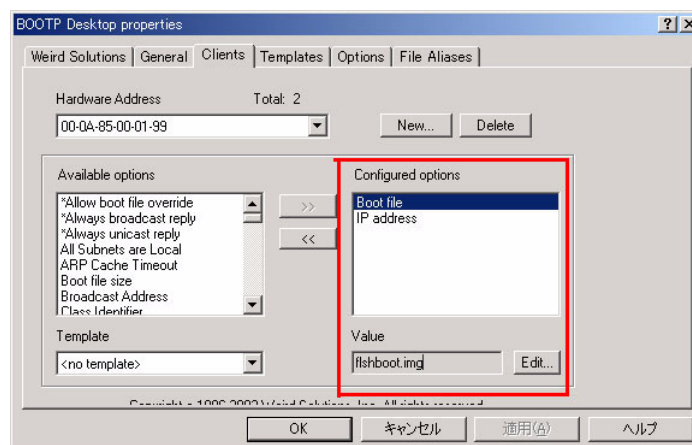 BOOTP Desktop properties
Weird Solutions General Clients Templates Options File Aliases
Hardware Address Total: 2
00-0A-85-00-01-99 New... Delete
Available options
*Allow boot file override
*Always broadcast reply
*Always unicast reply
All Subnets are Local
ARP Cache Timeout
Boot file size
Broadcast Address
Class Identifier
>>
<<
Configured options
Boot file
IP address
Template
<no template>
Value
flshboot.img Edit...
OK キャンセル 適用(A) ヘルプ